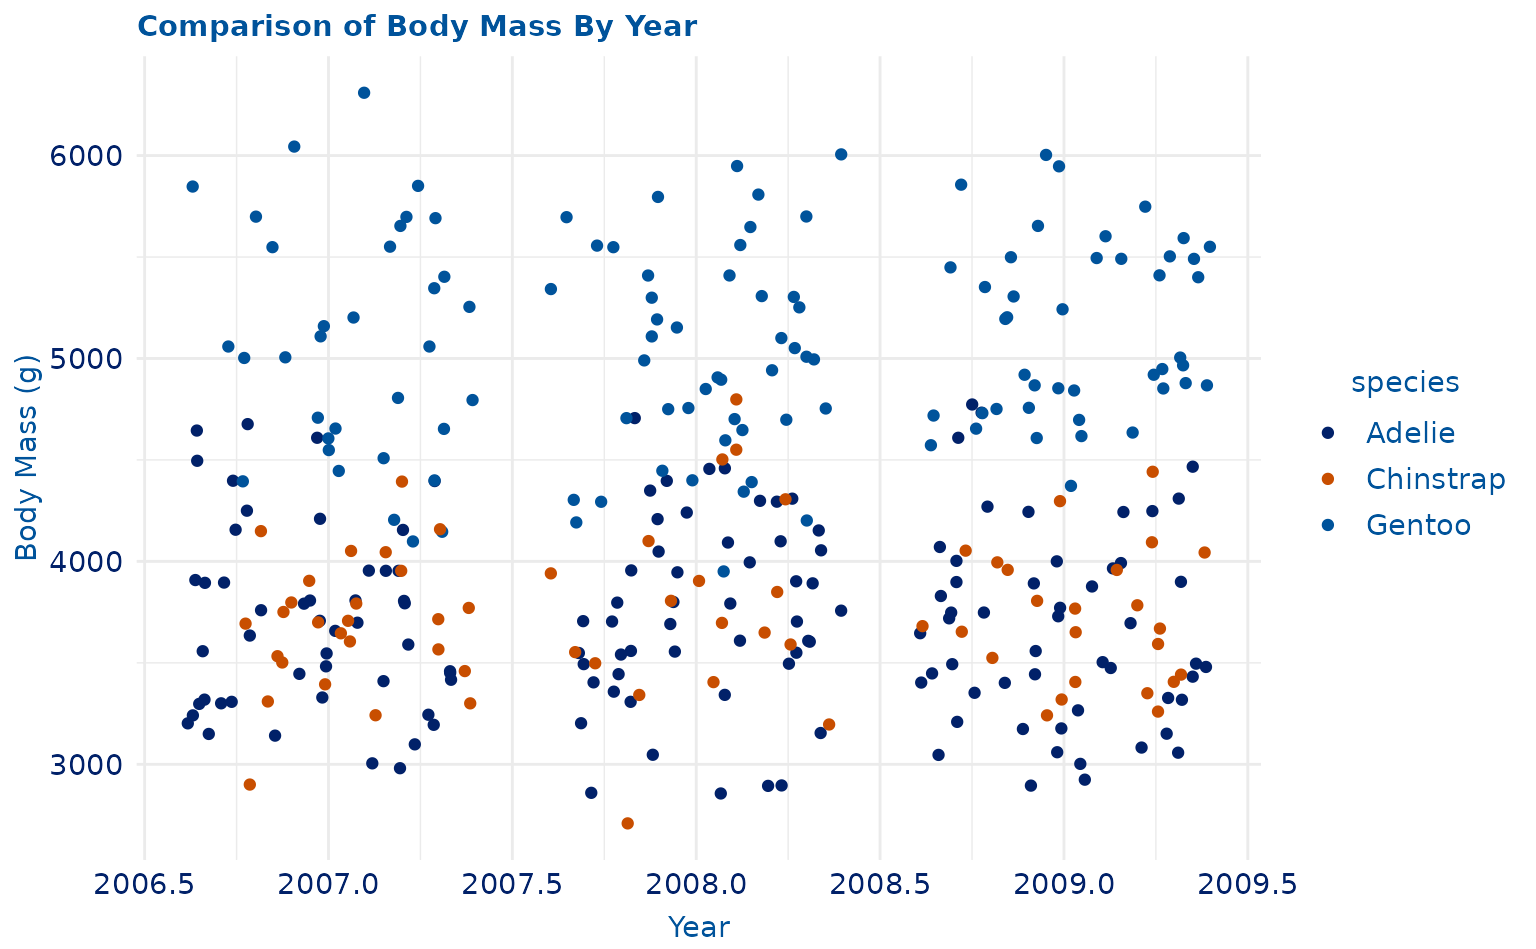 Comparison of Body Mass By Year
Body Mass (g)
6000
5000
4000
3000
2006.5 2007.0 2007.5 2008.0 2008.5 2009.0 2009.5
Year
species
Adelie
Chinstrap
Gentoo